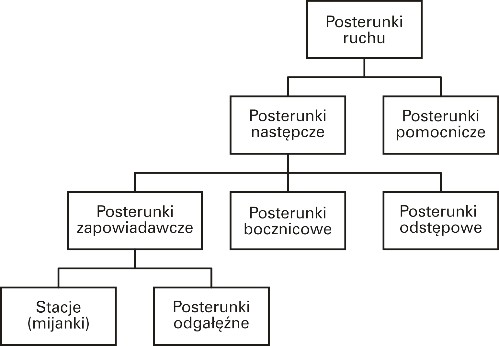 Posterunki
ruchu
Posterunki
następcze
Posterunki
pomocnicze
Posterunki
zapowiadawcze
Posterunki
bocznicowe
Posterunki
odstępowe
Stacje
(mijanki)
Posterunki
odgałęźne